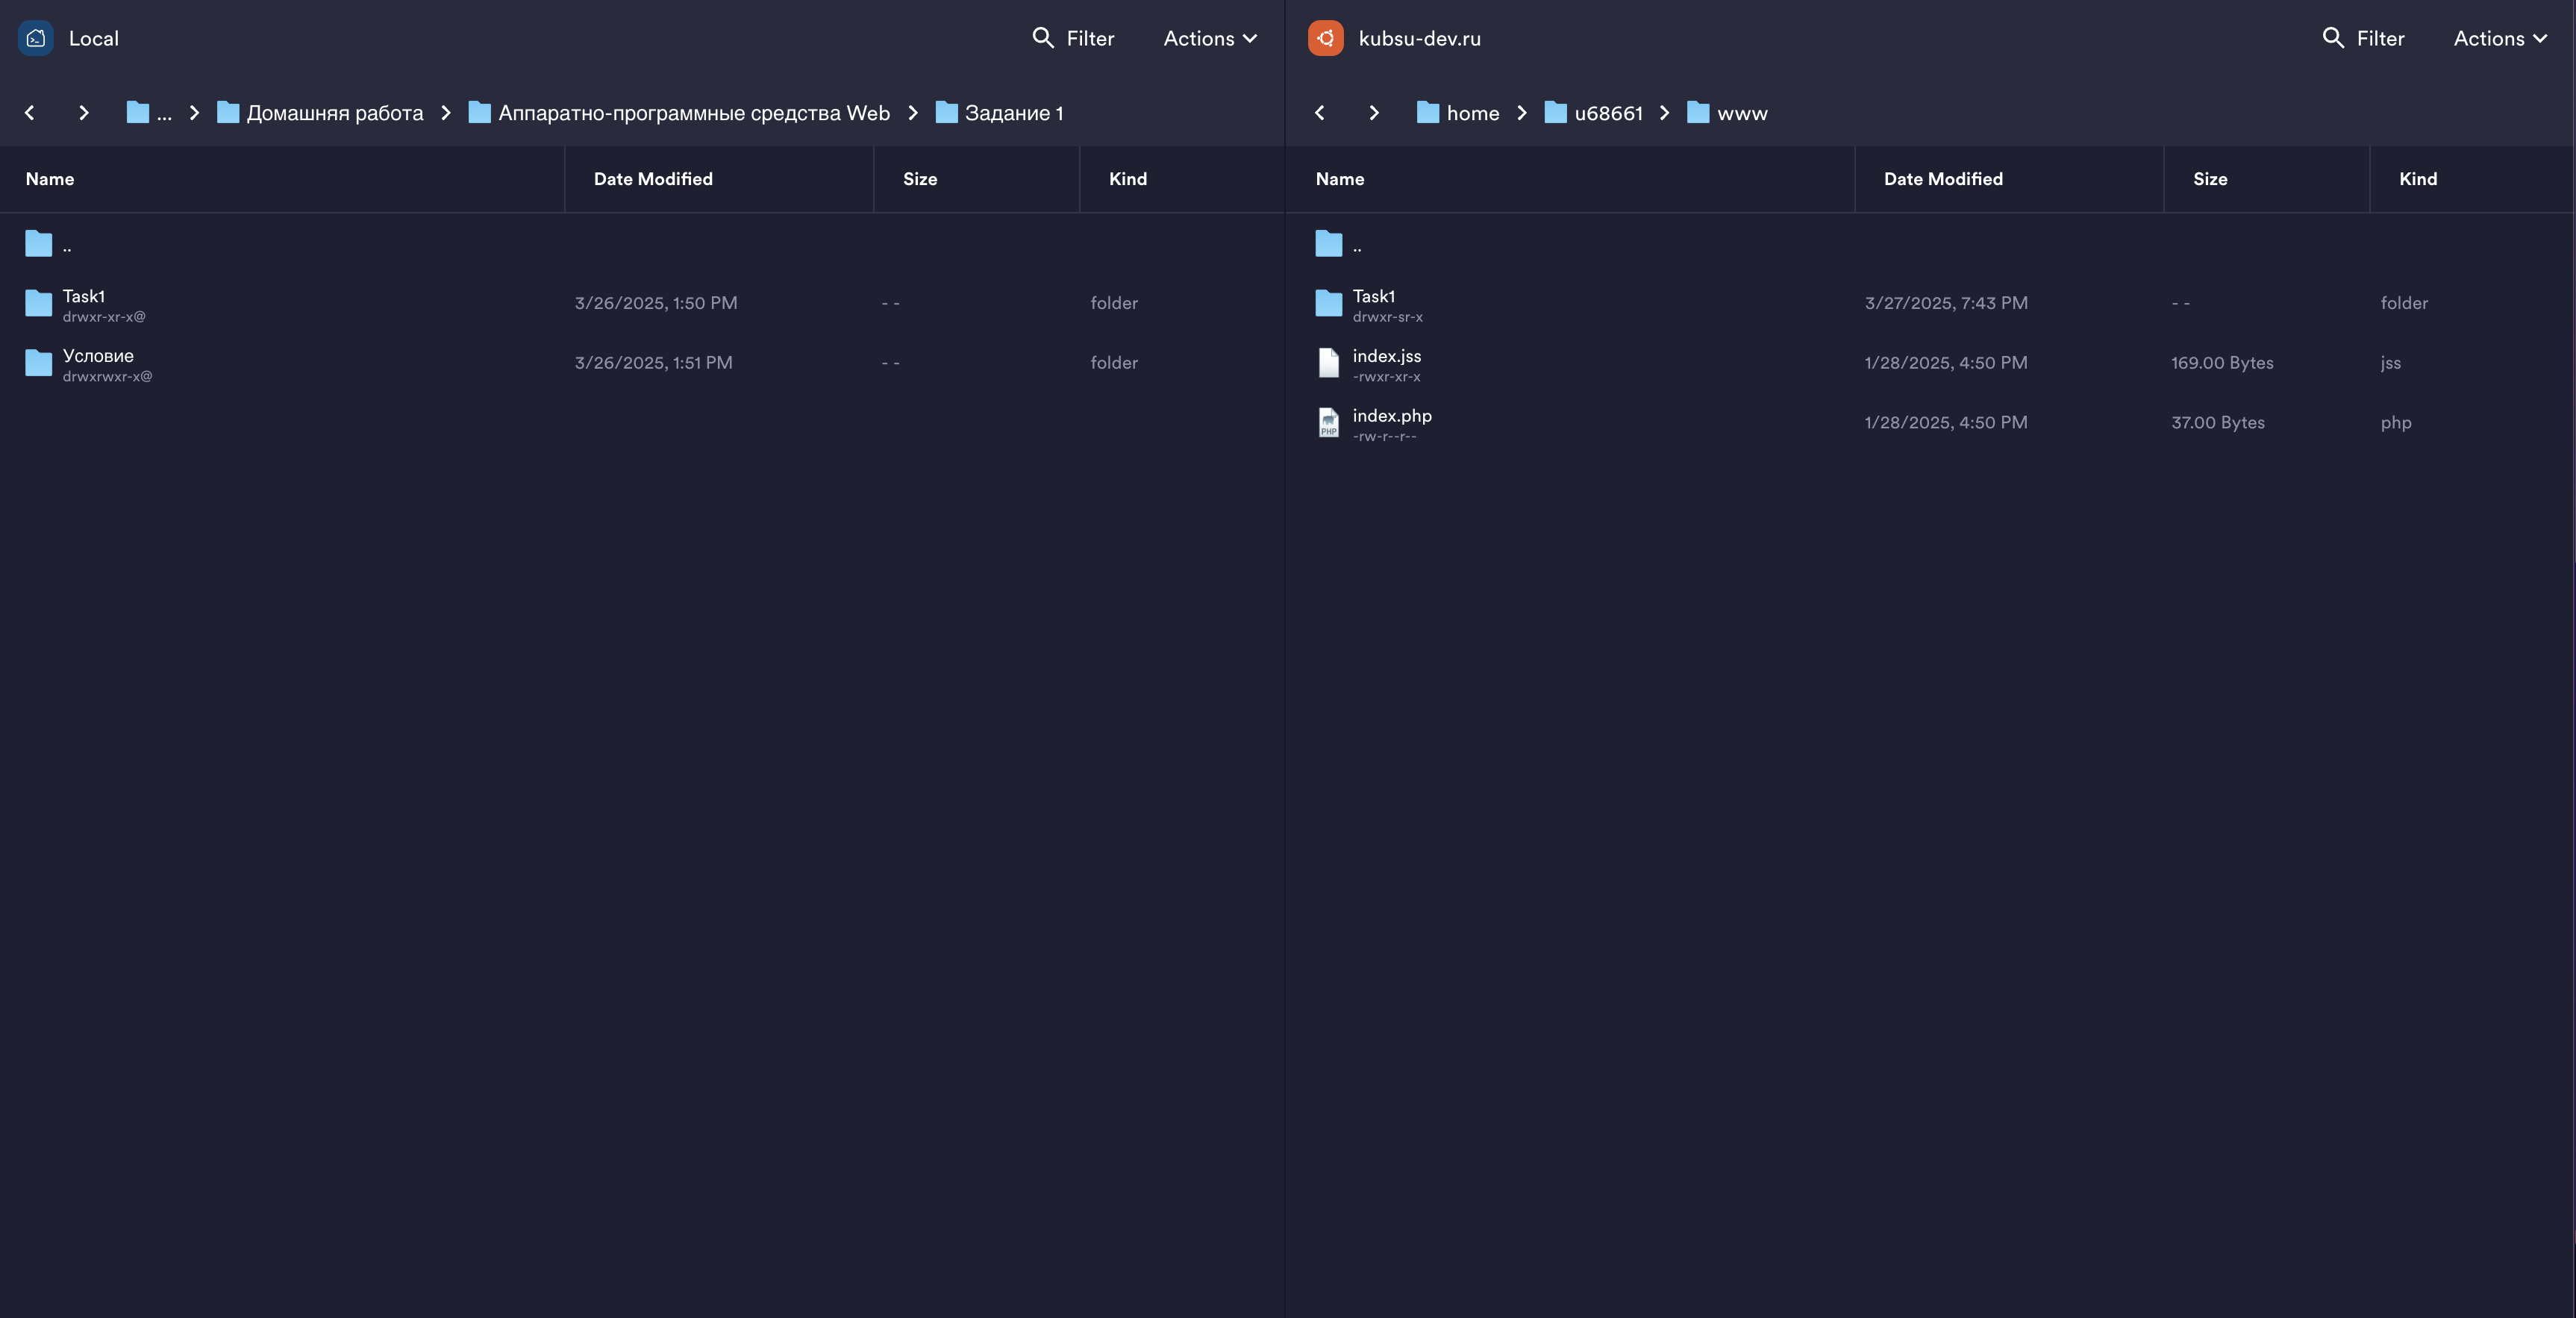 Local
Filter
Actions
... Домашняя работа Аппаратно-программные средства Web Задание 1
Name Date Modified Size Kind
..
Task1 3/26/2025, 1:50 PM - - folder
drwxr-xr-x@
Условие 3/26/2025, 1:51 PM - - folder
drwxrwxr-x@
kubsu-dev.ru
Filter
Actions
home u68661 www
Name Date Modified Size Kind
..
Task1 3/27/2025, 7:43 PM - - folder
drwxr-sr-x
index.jss 1/28/2025, 4:50 PM 169.00 Bytes jss
-rwxr-xr-x
PHP index.php 1/28/2025, 4:50 PM 37.00 Bytes php
-rw-r--r--